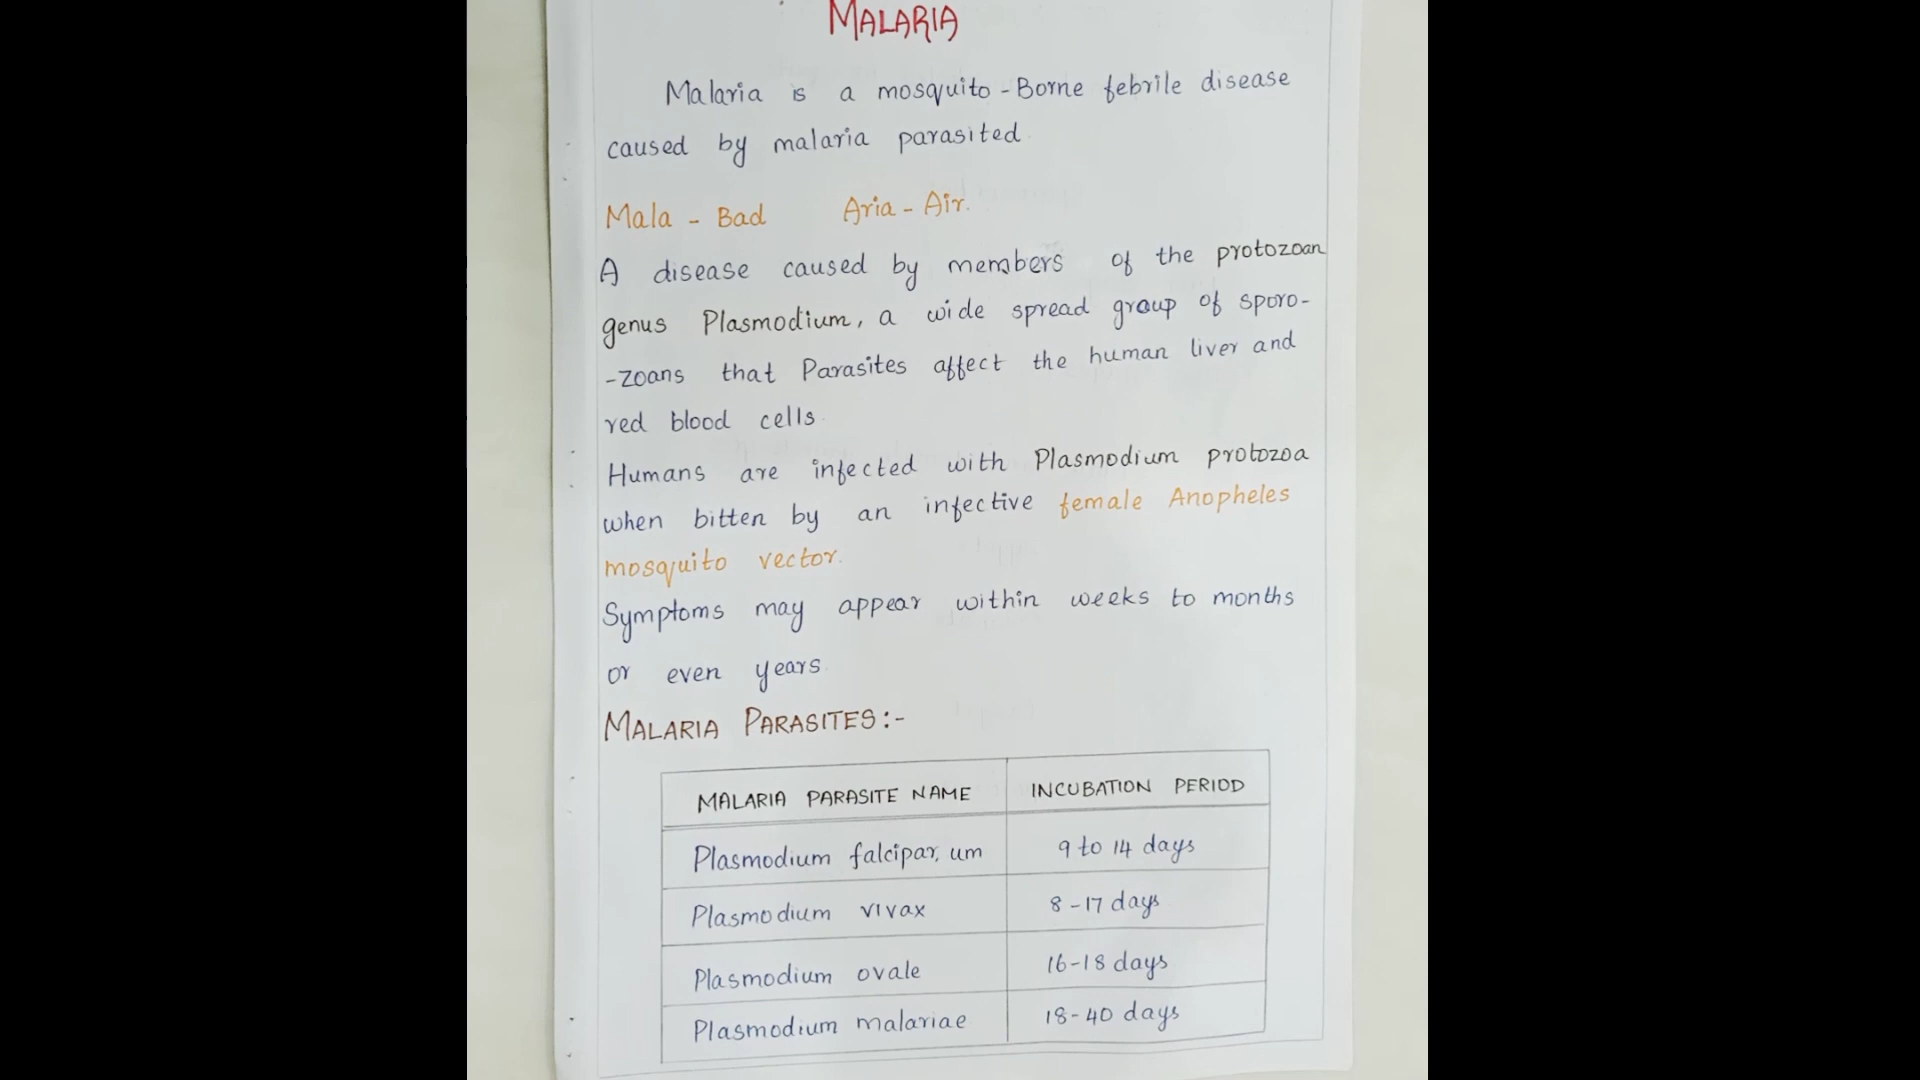 MALARIA
Malaria is a mosquito - Borne febrile disease
caused by malaria parasited.
Mala - Bad Aria - Air.
A disease caused by members of the protozoan
genus Plasmodium, a wide spread group of sporo-
-zoans that Parasites affect the human liver and
red blood cells.
Humans are infected with Plasmodium protozoa
when bitten by an infective female Anopheles
mosquito vector.
Symptoms may appear within weeks to months
or even years.
MALARIA PARASITES:-
MALARIA PARASITE NAME INCUBATION PERIOD
Plasmodium falcipar, um 9 to 14 days
Plasmodium vivax 8-17 days
Plasmodium ovale 16-18 days
Plasmodium malariae 18-40 days